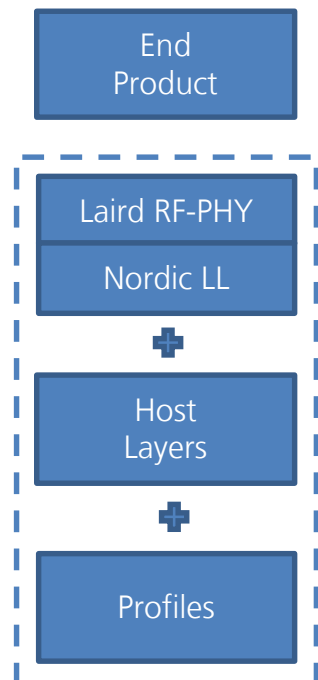 End
Product
Laird RF-PHY
Nordic LL
Host
Layers
Profiles